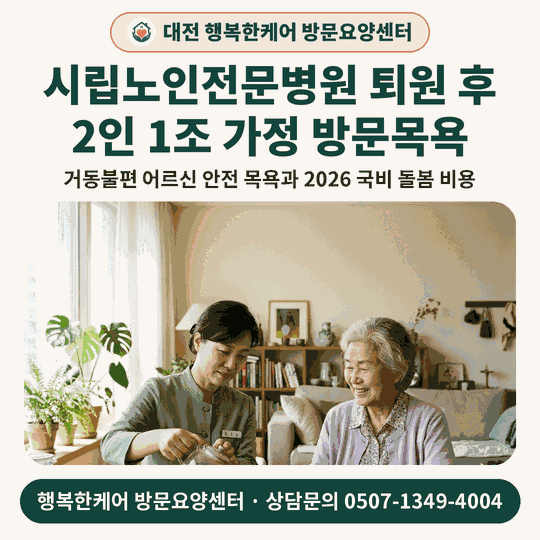 대전 행복한케어 방문요양센터
시립노인전문병원 퇴원 후
2인 1조 가정 방문목욕
거동불편 어르신 안전 목욕과 2026 국비 돌봄 비용
행복한케어 방문요양센터 · 상담문의 0507-1349-4004